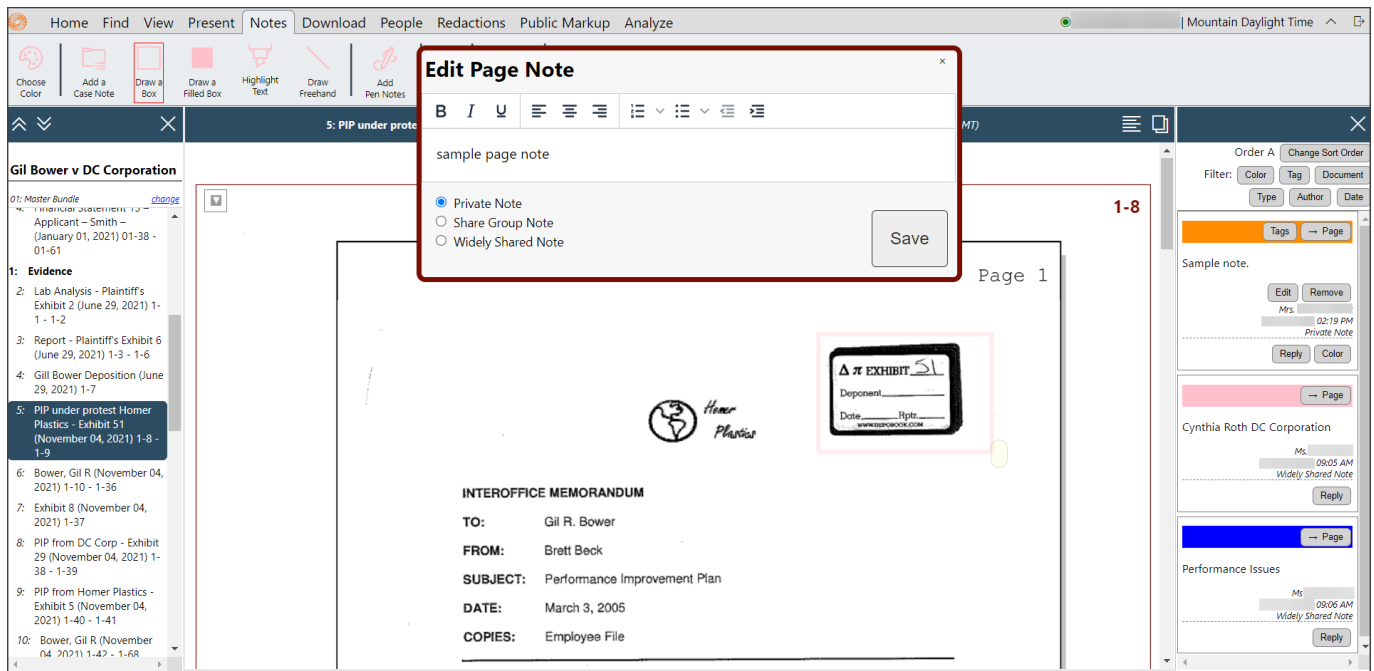 Home Find View Present Notes Download People Redactions Public Markup Analyze
| Mountain Daylight Time
Choose Color
Add a Case Note
Draw a Box
Draw a Filled Box
Highlight Text
Draw Freehand
Add Pen Notes
5: PIP under prote
MT)
Edit Page Note
×
B I U
sample page note
Private Note
Share Group Note
Widely Shared Note
Save
Gil Bower v DC Corporation
01: Master Bundle change
4: Financial Statement 15 –
Applicant – Smith –
(January 01, 2021) 01-38 -
01-61
1: Evidence
2: Lab Analysis - Plaintiff's
Exhibit 2 (June 29, 2021) 1-
1 - 1-2
3: Report - Plaintiff's Exhibit 6
(June 29, 2021) 1-3 - 1-6
4: Gill Bower Deposition (June
29, 2021) 1-7
5: PIP under protest Homer
Plastics - Exhibit 51
(November 04, 2021) 1-8 -
1-9
6: Bower, Gil R (November 04,
2021) 1-10 - 1-36
7: Exhibit 8 (November 04,
2021) 1-37
8: PIP from DC Corp - Exhibit
29 (November 04, 2021) 1-
38 - 1-39
9: PIP from Homer Plastics -
Exhibit 5 (November 04,
2021) 1-40 - 1-41
10: Bower, Gil R (November
04, 2021) 1-42 - 1-68
1-8
Page 1
Δ π EXHIBIT 51
Deponent
Date Rptr.
WWW.DEPOBOOK.COM
Homer
Plastics
INTEROFFICE MEMORANDUM
TO: Gil R. Bower
FROM: Brett Beck
SUBJECT: Performance Improvement Plan
DATE: March 3, 2005
COPIES: Employee File
Order A Change Sort Order
Filter: Color Tag Document
Type Author Date
Tags → Page
Sample note.
Edit Remove
Mrs.
02:19 PM
Private Note
Reply Color
→ Page
Cynthia Roth DC Corporation
Ms.
09:05 AM
Widely Shared Note
Reply
→ Page
Performance Issues
Ms
09:06 AM
Widely Shared Note
Reply